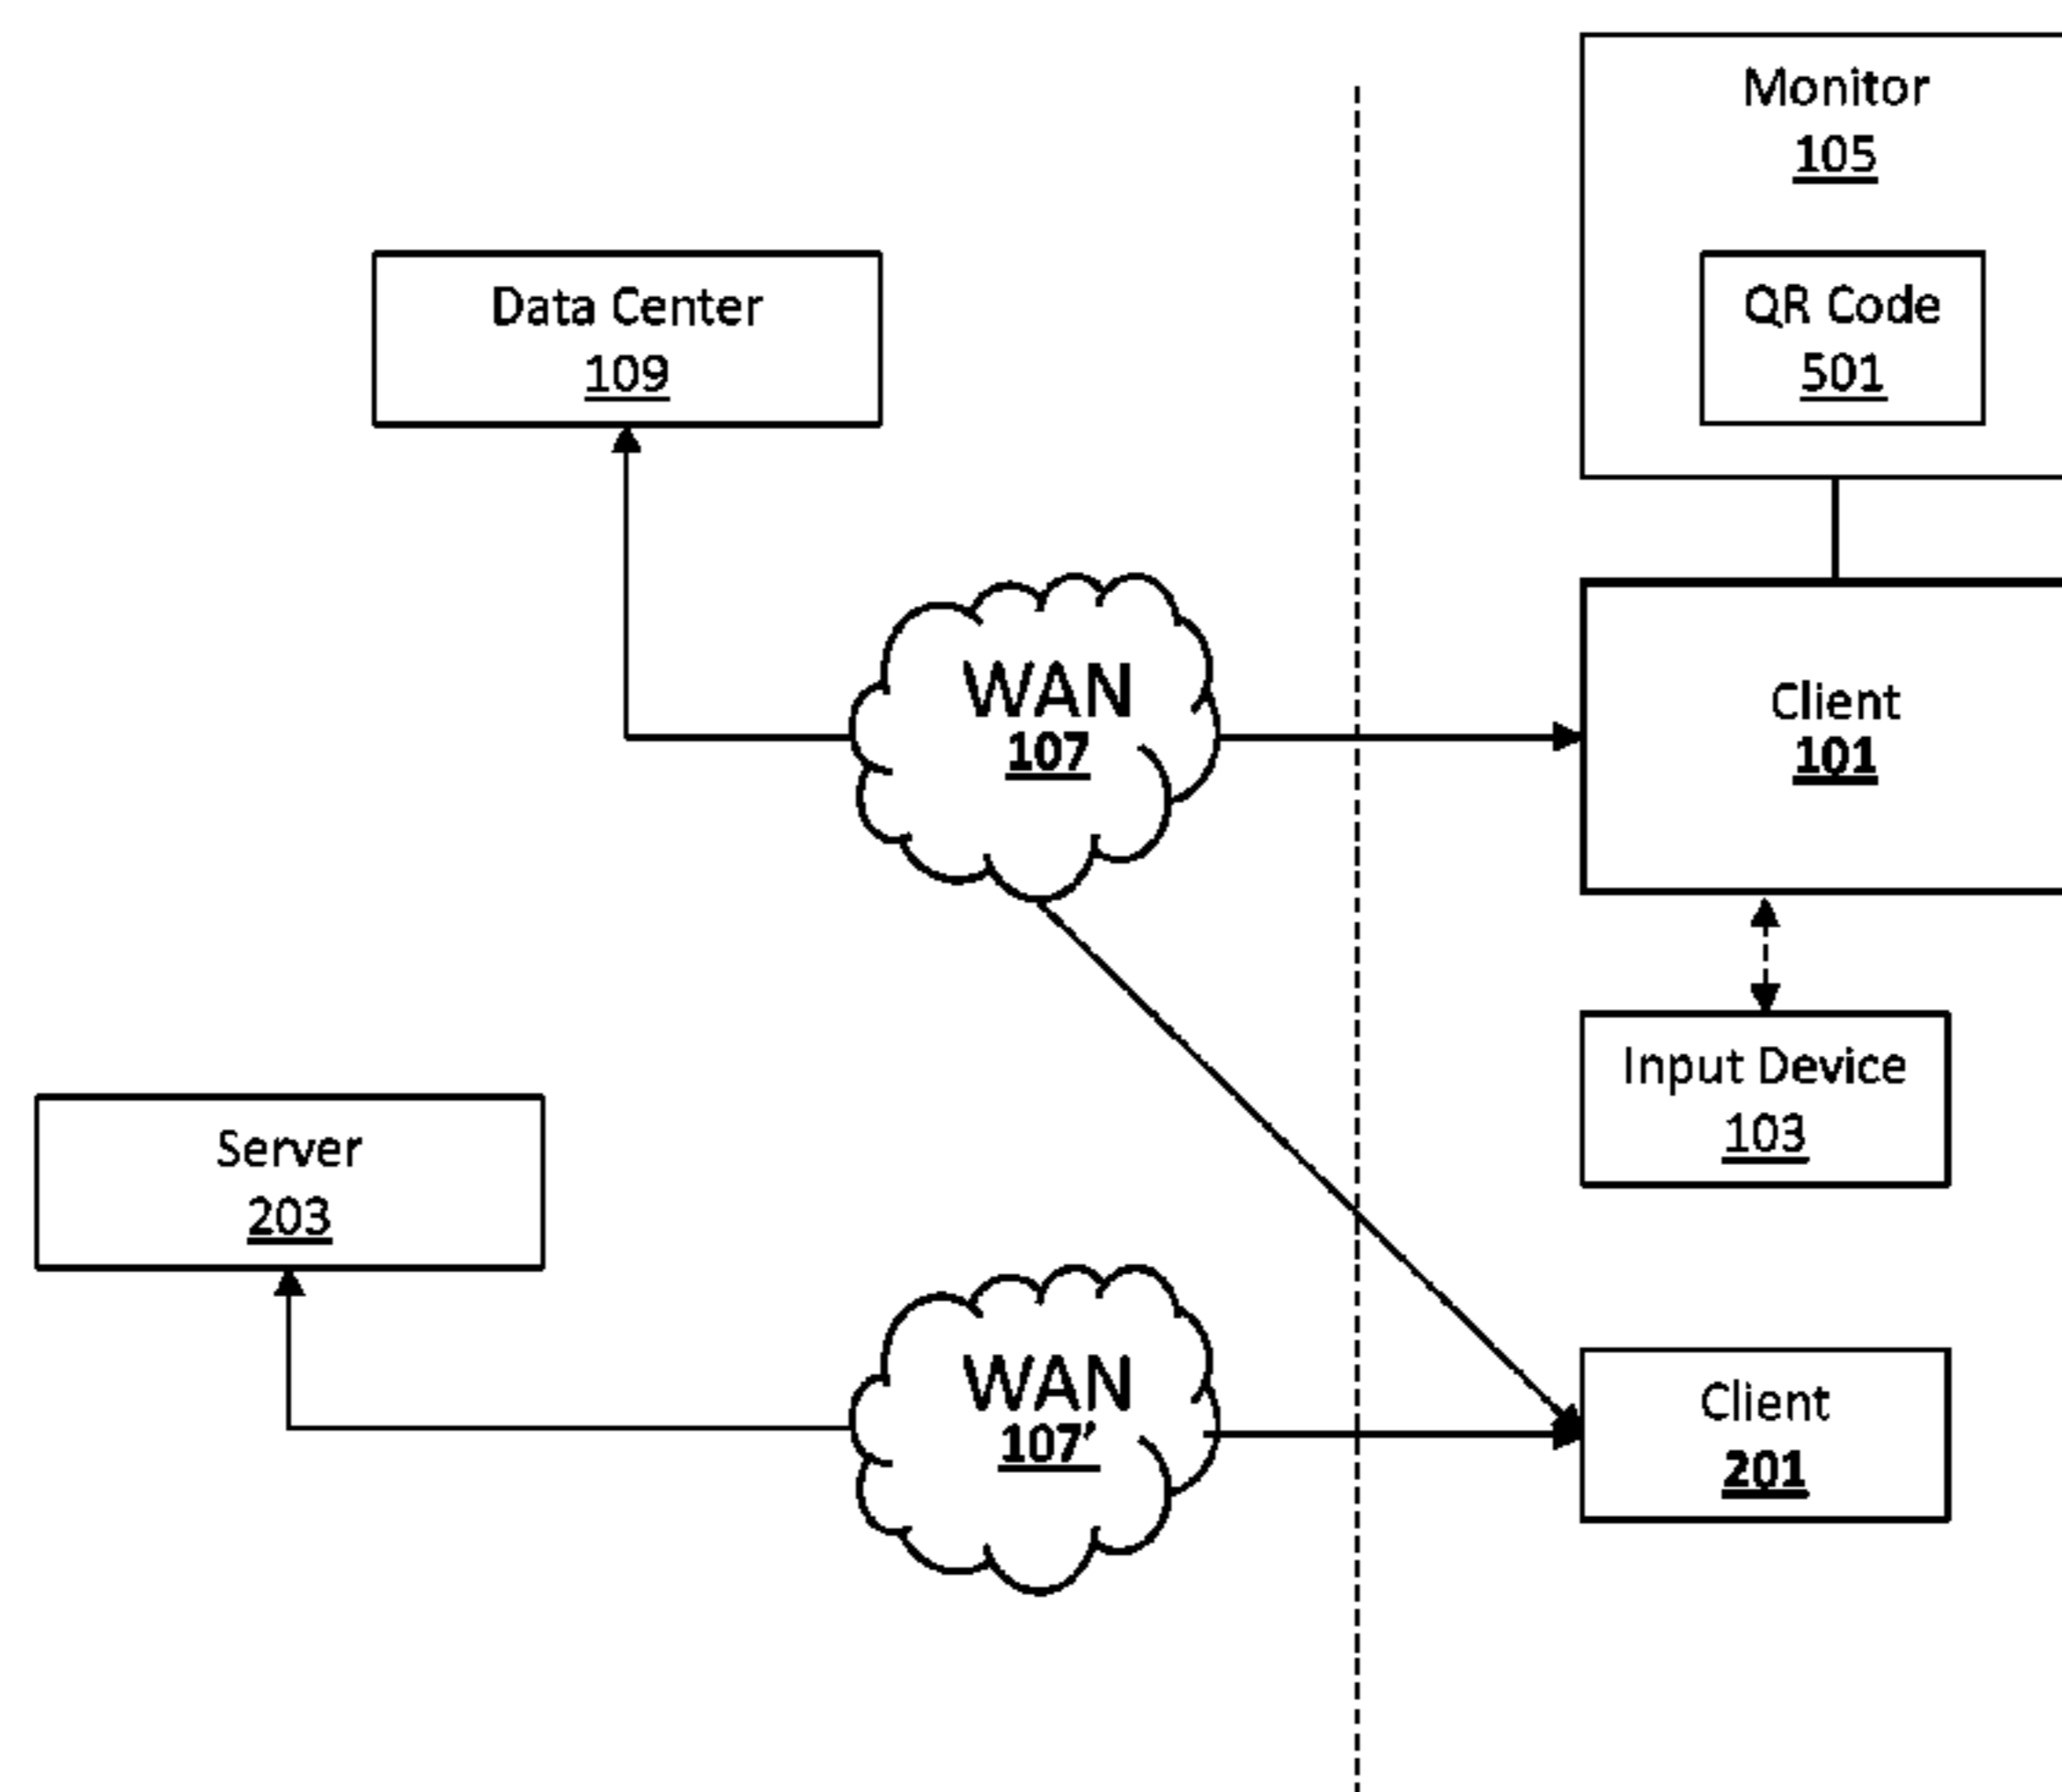 Monitor
105
QR Code
501
Data Center
109
WAN
107
Client
101
Input Device
103
Server
203
WAN
107’
Client
201